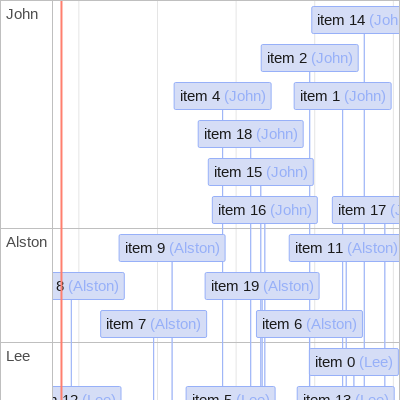 John
item 14 (Joh
item 2 (John)
item 4 (John)
item 1 (John)
item 18 (John)
item 15 (John)
item 16 (John)
item 17 (J
Alston
item 9 (Alston)
item 11 (Alston)
8 (Alston)
item 19 (Alston)
item 7 (Alston)
item 6 (Alston)
Lee
item 0 (Lee)
12 (Lee)
item 5 (Lee)
item 13 (Lee)